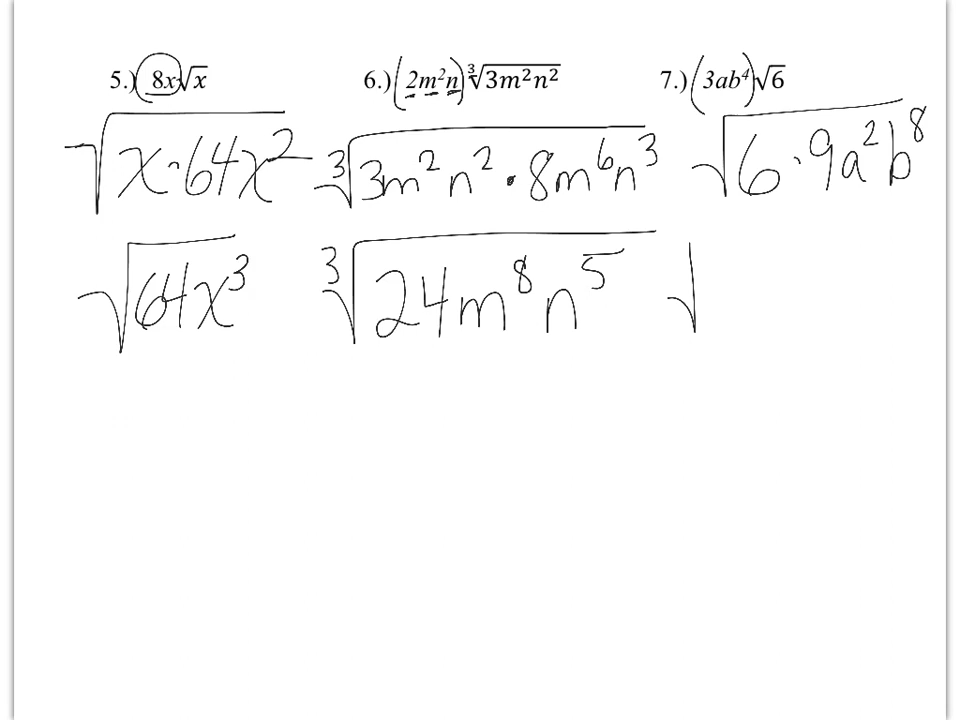 5.) 8x√x 6.) (2m²n) ∛3m²n² 7.) (3ab⁴)√6
√x·64x² ∛3m²n²·8m⁶n³ √6·9a²b⁸
√64x³ ∛24m⁸n⁵ √